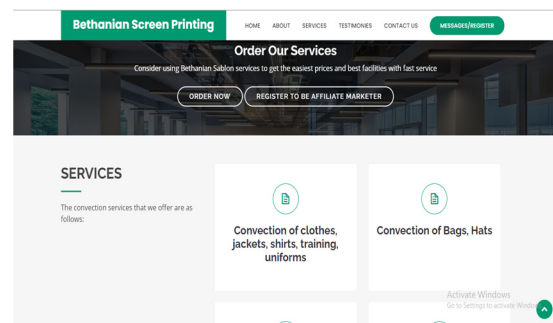 Bethanian Screen Printing
HOME ABOUT SERVICES TESTIMONIES CONTACT US MESSAGES/REGISTER
Order Our Services
Consider using Bethanian Sablon services to get the easiest prices and best facilities with fast service
ORDER NOW REGISTER TO BE AFFILIATE MARKETER
SERVICES
The convection services that we offer are as
follows:
Convection of clothes,
jackets, shirts, training,
uniforms
Convection of Bags, Hats
Activate Windows
Go to Settings to activate Windows